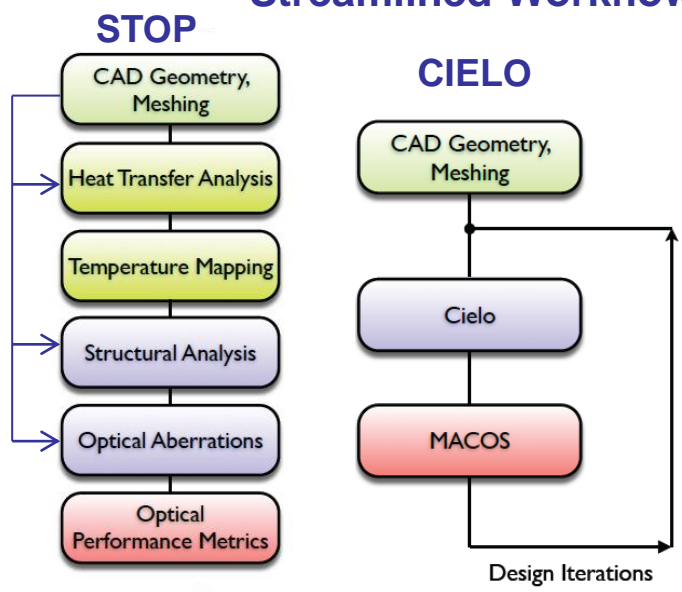 Streamlined Workflow
STOP
CAD Geometry,
Meshing
Heat Transfer Analysis
Temperature Mapping
Structural Analysis
Optical Aberrations
Optical
Performance Metrics
CIELO
CAD Geometry,
Meshing
Cielo
MACOS
Design Iterations